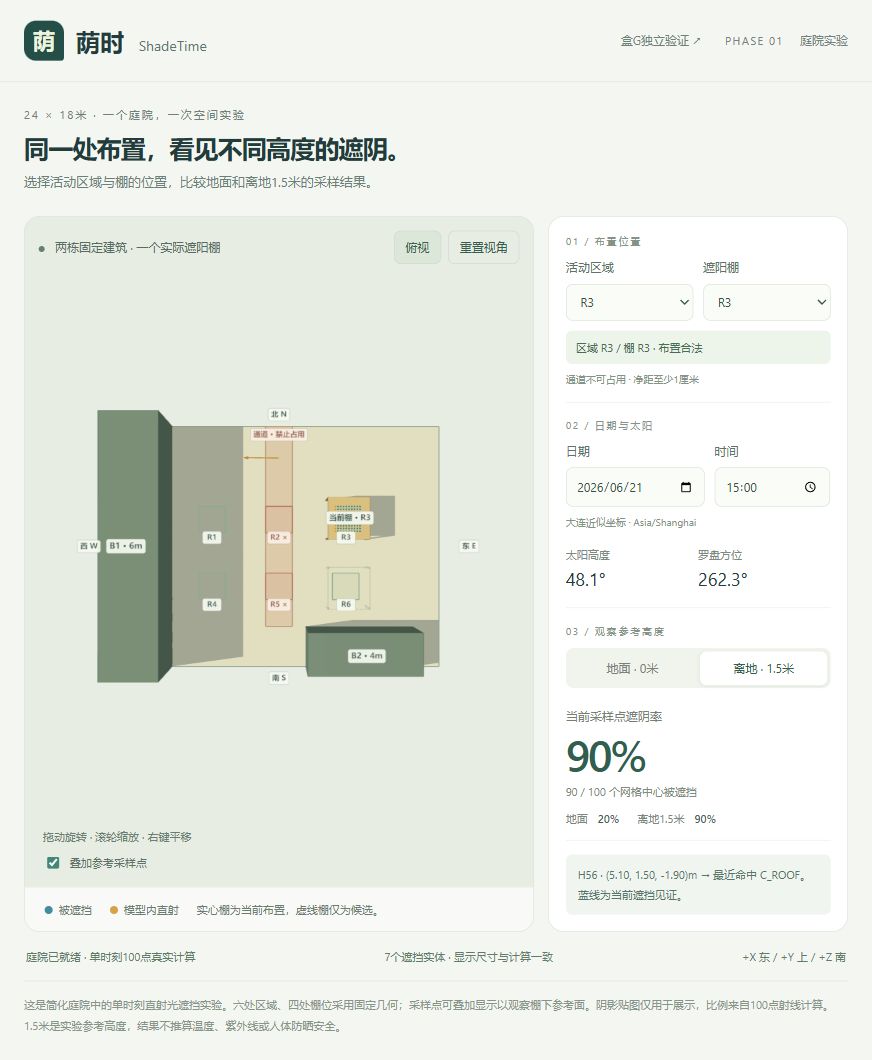 荫 荫时 ShadeTime
盒G独立验证 ↗ PHASE 01 庭院实验
24 × 18米 · 一个庭院，一次空间实验
同一处布置，看见不同高度的遮阴。
选择活动区域与棚的位置，比较地面和离地1.5米的采样结果。
两栋固定建筑 · 一个实际遮阳棚
俯视 重置视角
北 N
通道 · 禁止占用
当前棚 · R3
R1
R2 ×
R3
西 W
B1 · 6m
东 E
R4
R5 ×
R6
B2 · 4m
南 S
拖动旋转 · 滚轮缩放 · 右键平移
叠加参考采样点
被遮挡 模型内直射 实心棚为当前布置，虚线棚仅为候选。
01 / 布置位置
活动区域 遮阳棚
R3 R3
区域 R3 / 棚 R3 · 布置合法
通道不可占用 · 净距至少1厘米
02 / 日期与太阳
日期 时间
2026/06/21 15:00
大连近似坐标 · Asia/Shanghai
太阳高度 罗盘方位
48.1° 262.3°
03 / 观察参考高度
地面 · 0米 离地 · 1.5米
当前采样点遮阴率
90%
90 / 100 个网格中心被遮挡
地面 20% 离地1.5米 90%
H56 · (5.10, 1.50, -1.90)m → 最近命中 C_ROOF。
蓝线为当前遮挡见证。
庭院已就绪 · 单时刻100点真实计算 7个遮挡实体 · 显示尺寸与计算一致 +X 东 / +Y 上 / +Z 南
这是简化庭院中的单时刻直射光遮挡实验。六处区域、四处棚位采用固定几何；采样点可叠加显示以观察棚下参考面。阴影贴图仅用于展示，比例来自100点射线计算。
1.5米是实验参考高度，结果不推算温度、紫外线或人体防晒安全。